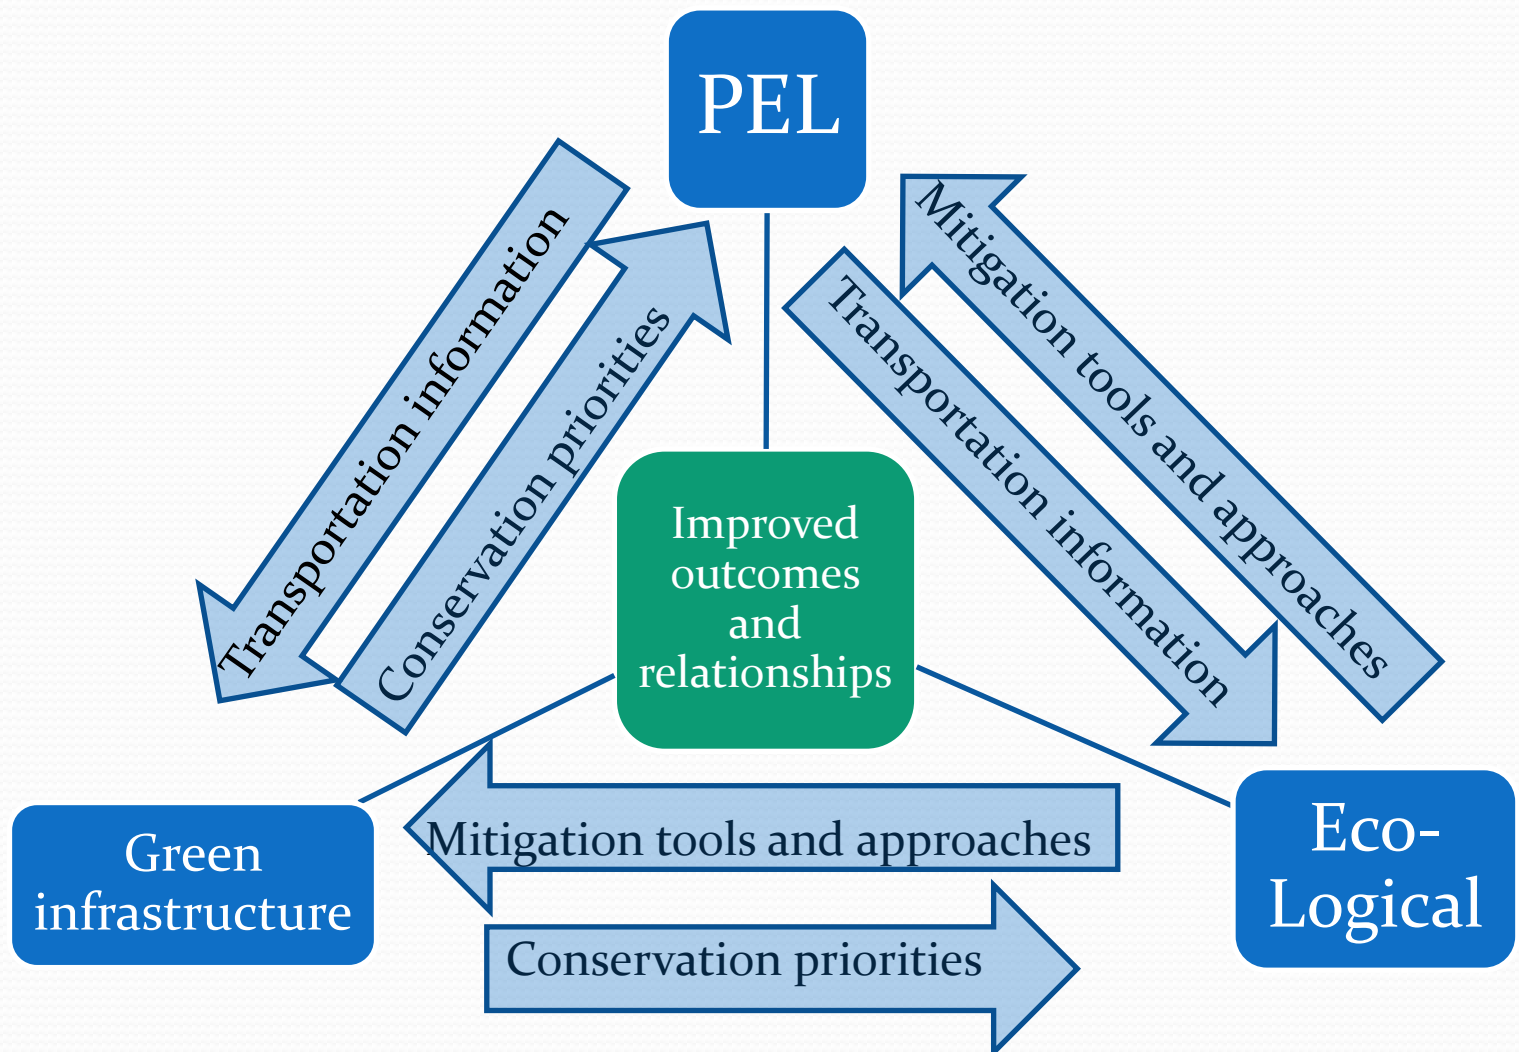 PEL
Transportation information
Conservation priorities
Mitigation tools and approaches
Transportation information
Improved
outcomes
and
relationships
Green
infrastructure
Mitigation tools and approaches
Conservation priorities
Eco-
Logical